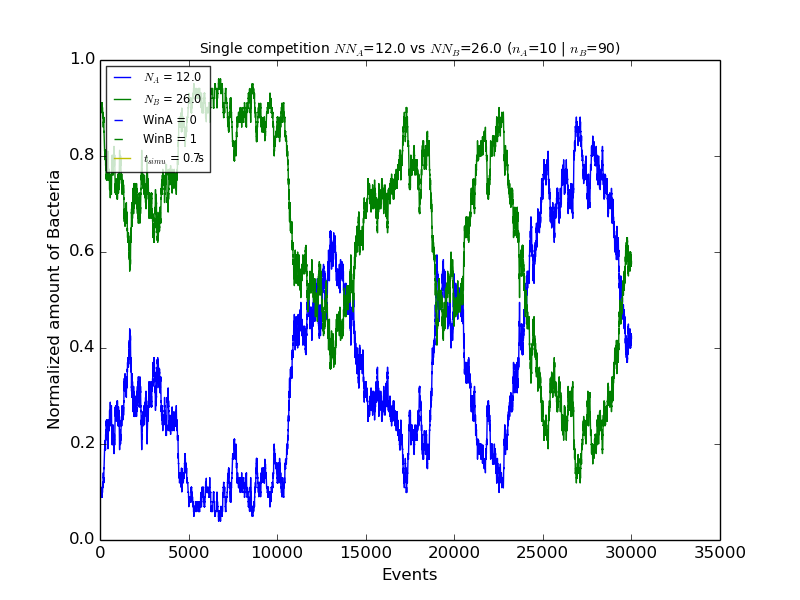 Single competition NN_A=12.0 vs NN_B=26.0 (n_A=10 | n_B=90)
1.0
N_A = 12.0
N_B = 26.0
WinA = 0
WinB = 1
t_simu = 0.7s
0.8
0.6
0.4
0.2
0.0
Normalized amount of Bacteria
0 5000 10000 15000 20000 25000 30000 35000
Events